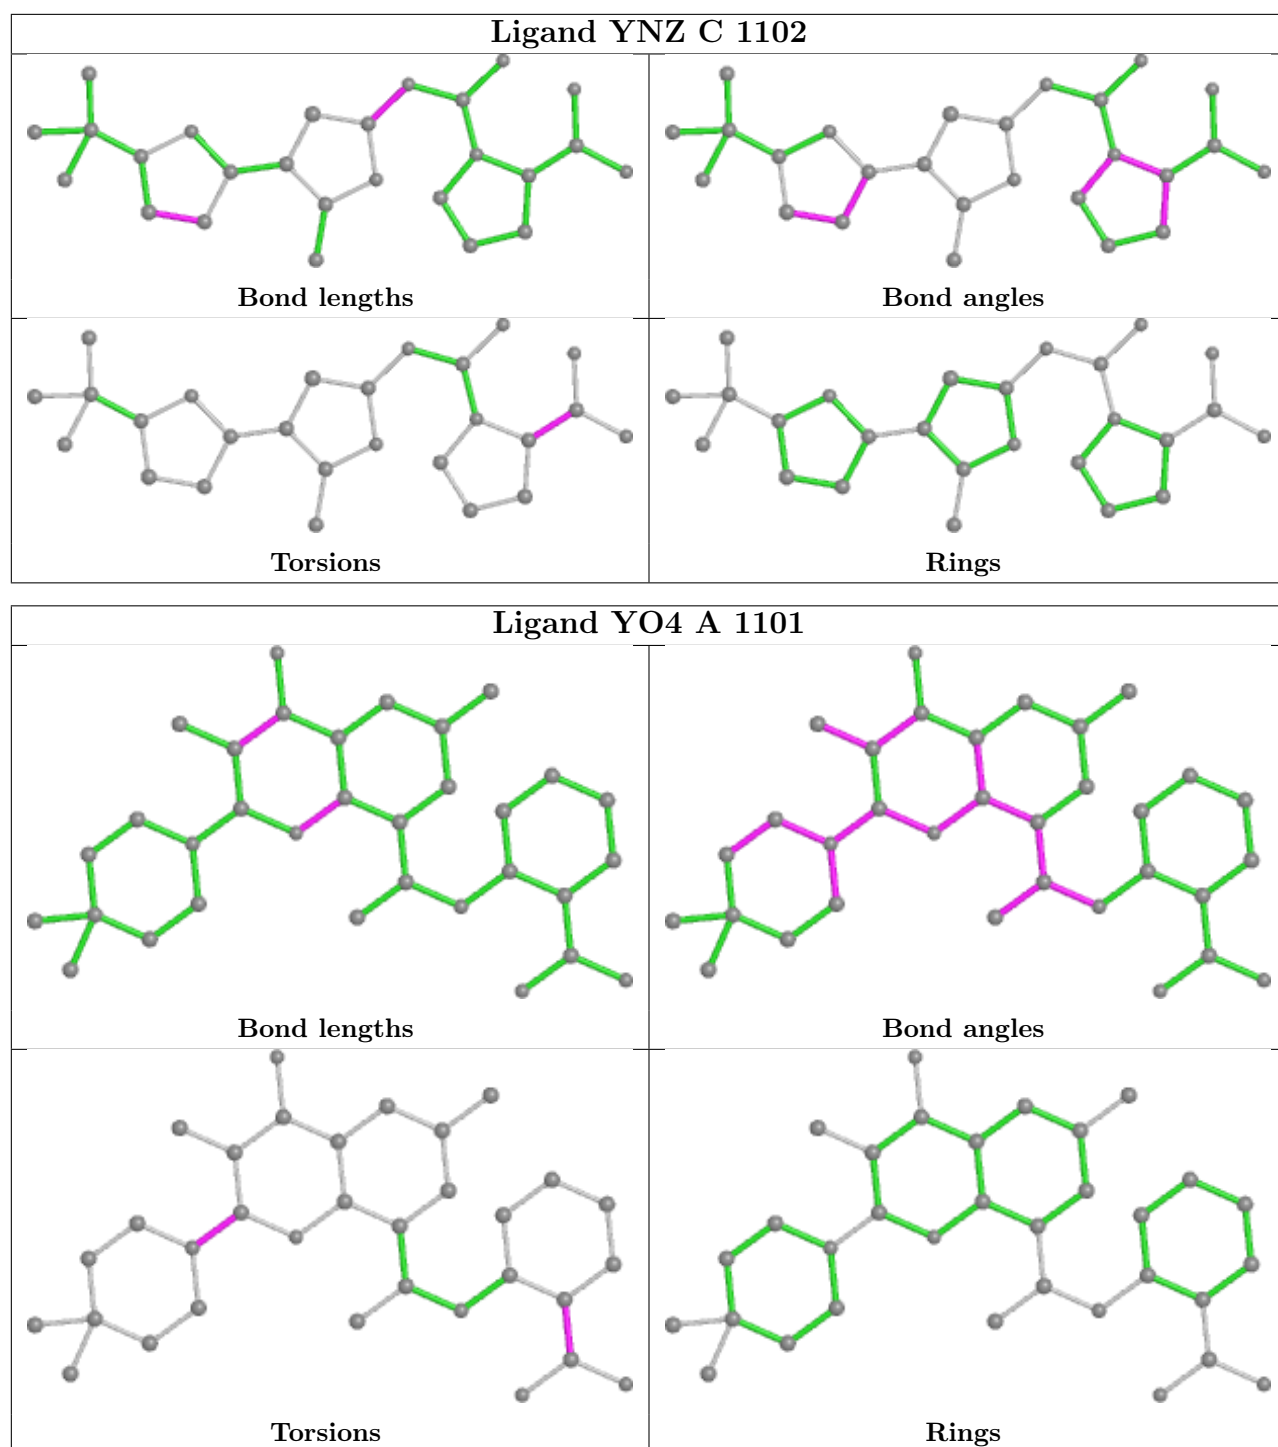 Ligand YNZ C 1102
Bond lengths
Bond angles
Torsions
Rings
Ligand YO4 A 1101
Bond lengths
Bond angles
Torsions
Rings